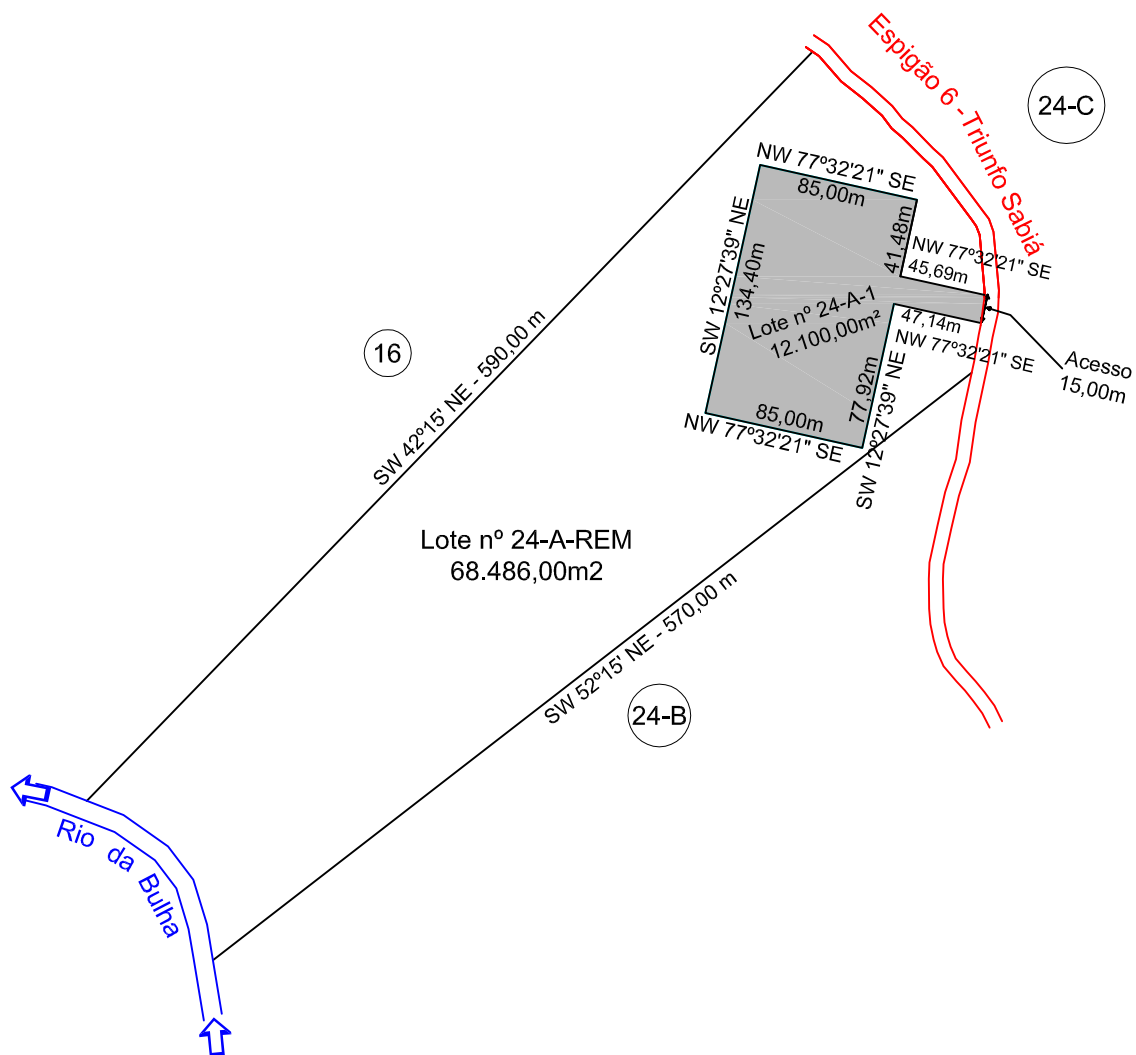 Espigão 6 - Triunfo Sabiá
24-C
NW 77º32'21" SE
85,00m
41,48m
NW 77º32'21" SE
45,69m
SW 12º27'39" NE
134,40m
Lote nº 24-A-1
12.100,00m²
47,14m
NW 77º32'21" SE
Acesso
15,00m
16
SW 42º15' NE - 590,00 m
77,92m
SW 12º27'39" NE
85,00m
NW 77º32'21" SE
Lote nº 24-A-REM
68.486,00m2
SW 52º15' NE - 570,00 m
24-B
Rio da Bulha